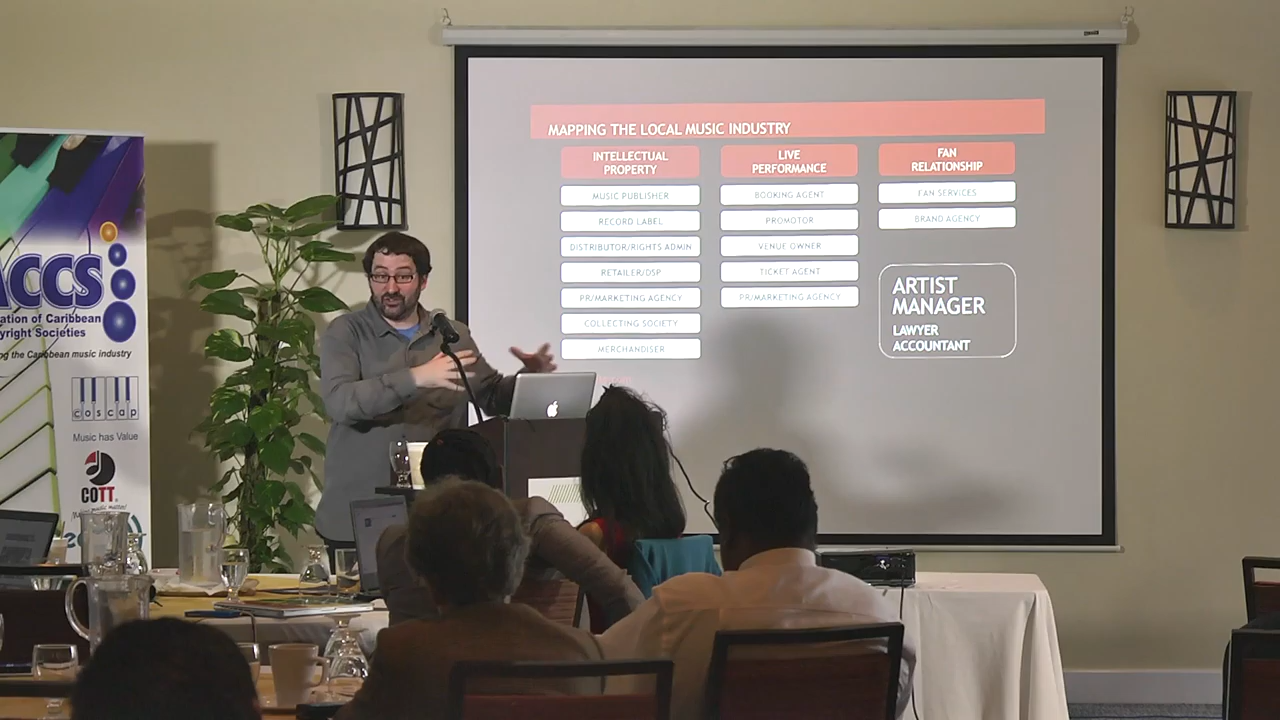 MAPPING THE LOCAL MUSIC INDUSTRY
INTELLECTUAL
PROPERTY
MUSIC PUBLISHER
RECORD LABEL
DISTRIBUTOR/RIGHTS ADMIN
RETAILER/DSP
PR/MARKETING AGENCY
COLLECTING SOCIETY
MERCHANDISER
LIVE
PERFORMANCE
BOOKING AGENT
PROMOTOR
VENUE OWNER
TICKET AGENT
PR/MARKETING AGENCY
FAN
RELATIONSHIP
FAN SERVICES
BRAND AGENCY
ARTIST
MANAGER
LAWYER
ACCOUNTANT
ACCS
ation of Caribbean
yright Societies
ng the Caribbean music industry
coscap
Music has Value
COTT